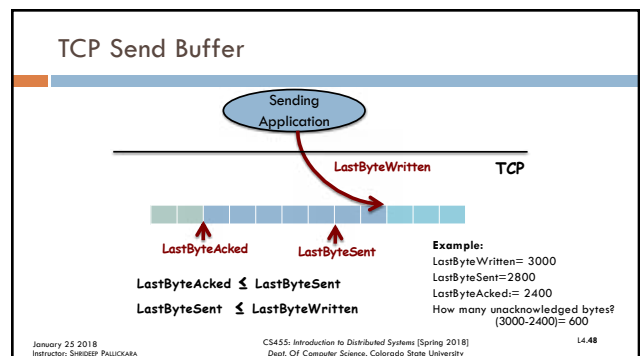 TCP Send Buffer
Sending
Application
LastByteWritten
TCP
LastByteAcked
LastByteSent
LastByteAcked ≤ LastByteSent
LastByteSent ≤ LastByteWritten
Example:
LastByteWritten= 3000
LastByteSent=2800
LastByteAcked:= 2400
How many unacknowledged bytes?
(3000-2400)= 600
January 25 2018
Instructor: SHRIDEEP PALLICKARA
CS455: Introduction to Distributed Systems [Spring 2018]
Dept. Of Computer Science, Colorado State University
L4.48